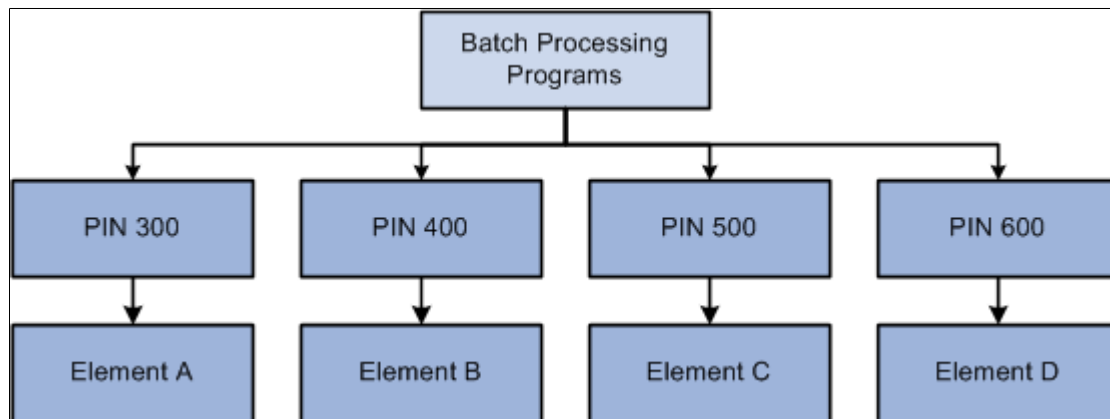 Batch Processing
Programs
PIN 300
PIN 400
PIN 500
PIN 600
Element A
Element B
Element C
Element D